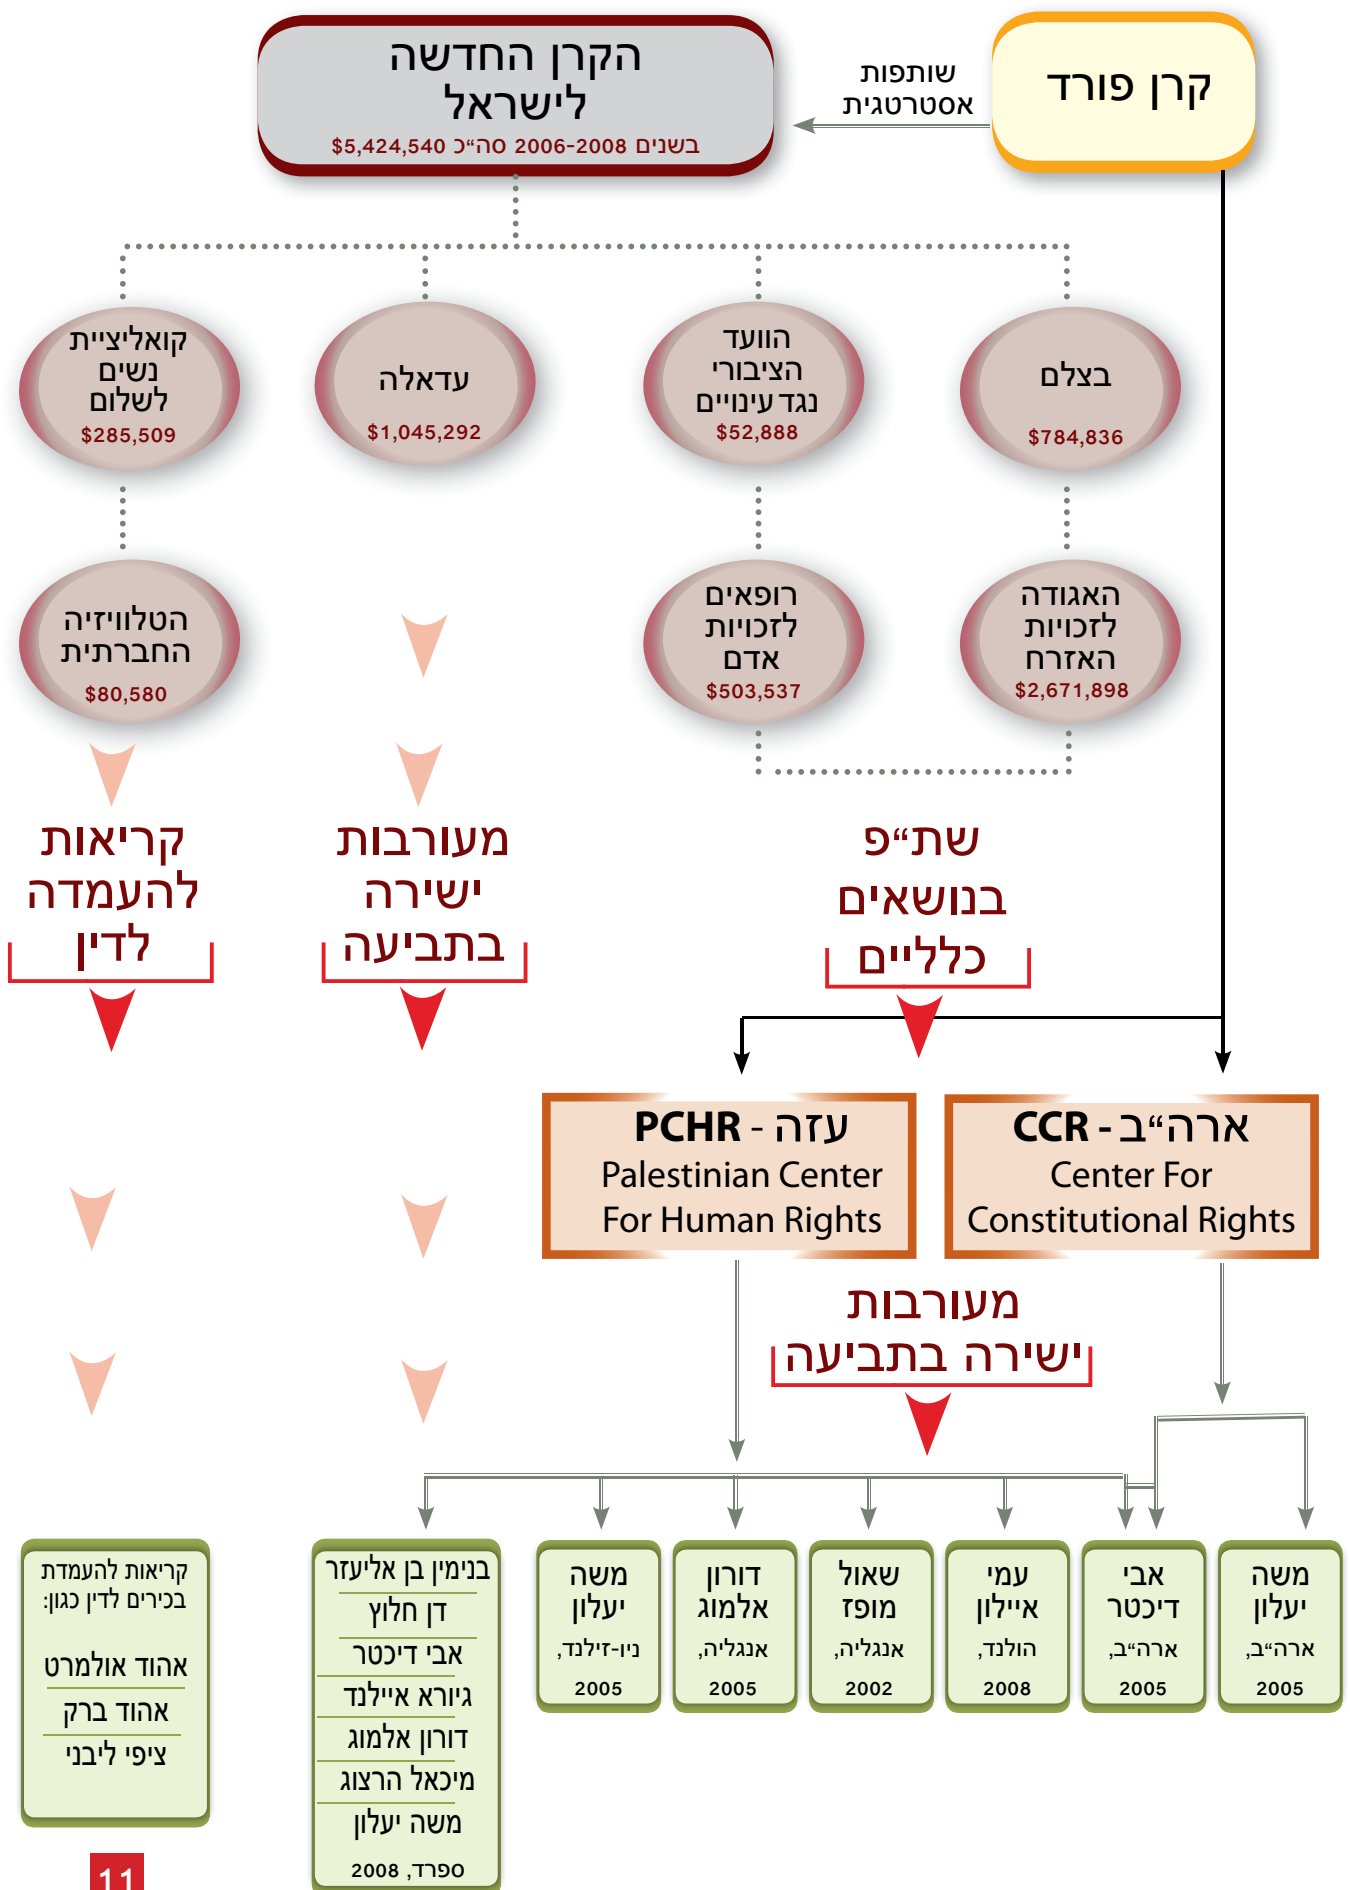 קרן פורד
שותפות
אסטרטגית
הקרן החדשה
לישראל
בשנים 2006-2008 סה"כ $5,424,540
בצלם
$784,836
הוועד
הציבורי
נגד עינויים
$52,888
עדאלה
$1,045,292
קואליציית
נשים
לשלום
$285,509
האגודה
לזכויות
האזרח
$2,671,898
רופאים
לזכויות
אדם
$503,537
הטלוויזיה
החברתית
$80,580
שת"פ
בנושאים
כלליים
מעורבות
ישירה
בתביעה
קריאות
להעמדה
לדין
ארה"ב - CCR
Center For
Constitutional Rights
עזה - PCHR
Palestinian Center
For Human Rights
מעורבות
ישירה בתביעה
משה
יעלון
ארה"ב,
2005
אבי
דיכטר
ארה"ב,
2005
עמי
איילון
הולנד,
2008
שאול
מופז
אנגליה,
2002
דורון
אלמוג
אנגליה,
2005
משה
יעלון
ניו-זילנד,
2005
בנימין בן אליעזר
דן חלוץ
אבי דיכטר
גיורא איילנד
דורון אלמוג
מיכאל הרצוג
משה יעלון
ספרד, 2008
קריאות להעמדת
בכירים לדין כגון:
אהוד אולמרט
אהוד ברק
ציפי ליבני
11